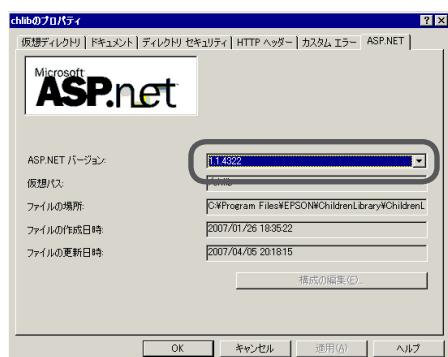 chlibのプロパティ
仮想ディレクトリ ドキュメント ディレクトリ セキュリティ HTTP ヘッダー カスタム エラー ASP.NET
Microsoft
ASP.net
ASP.NET バージョン: 1.1.4322
仮想パス: /chlib
ファイルの場所: C:¥Program Files¥EPSON¥ChildrenLibrary¥ChildrenL
ファイルの作成日時: 2007/01/26 18:35:22
ファイルの更新日時: 2007/04/05 20:18:15
構成の編集(E)...
OK キャンセル 適用(A) ヘルプ